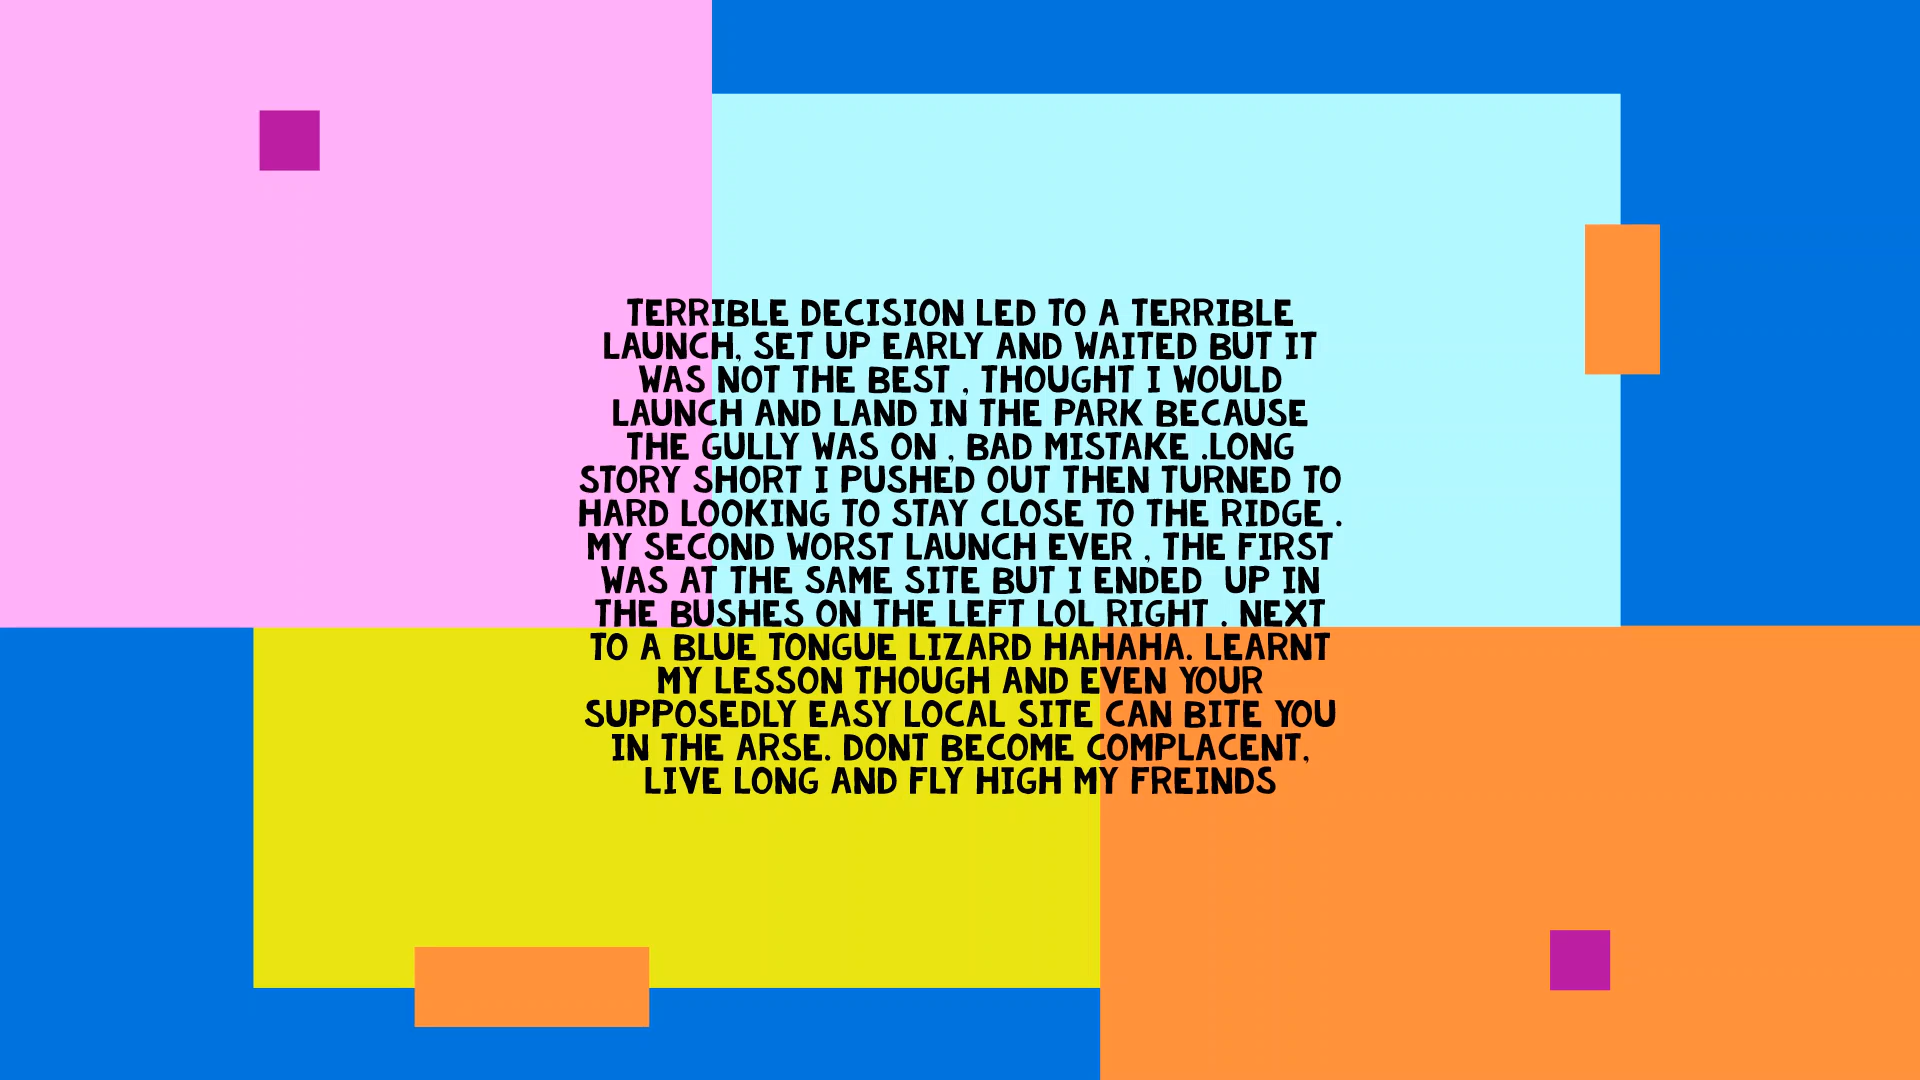 TERRIBLE DECISION LED TO A TERRIBLE
LAUNCH, SET UP EARLY AND WAITED BUT IT
WAS NOT THE BEST , THOUGHT I WOULD
LAUNCH AND LAND IN THE PARK BECAUSE
THE GULLY WAS ON , BAD MISTAKE .LONG
STORY SHORT I PUSHED OUT THEN TURNED TO
HARD LOOKING TO STAY CLOSE TO THE RIDGE .
MY SECOND WORST LAUNCH EVER , THE FIRST
WAS AT THE SAME SITE BUT I ENDED  UP IN
THE BUSHES ON THE LEFT LOL RIGHT . NEXT
TO A BLUE TONGUE LIZARD HAHAHA. LEARNT
MY LESSON THOUGH AND EVEN YOUR
SUPPOSEDLY EASY LOCAL SITE CAN BITE YOU
IN THE ARSE. DONT BECOME COMPLACENT,
LIVE LONG AND FLY HIGH MY FREINDS